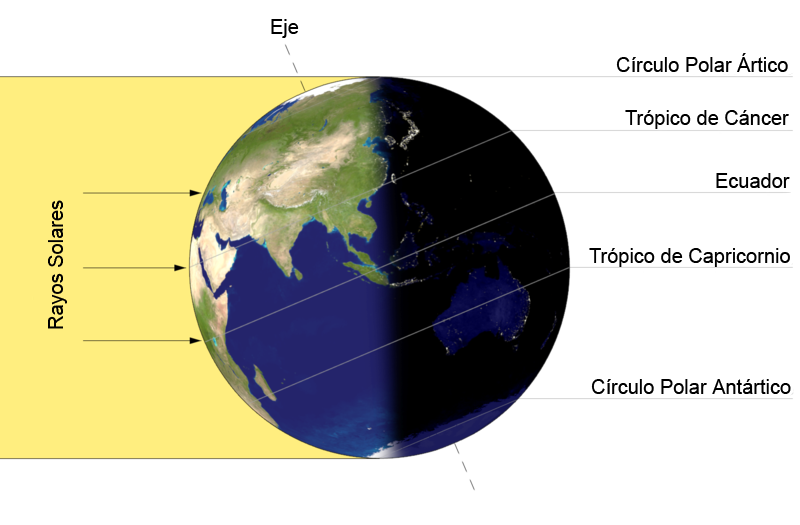 Eje
Círculo Polar Ártico
Trópico de Cáncer
Ecuador
Trópico de Capricornio
Círculo Polar Antártico
Rayos Solares